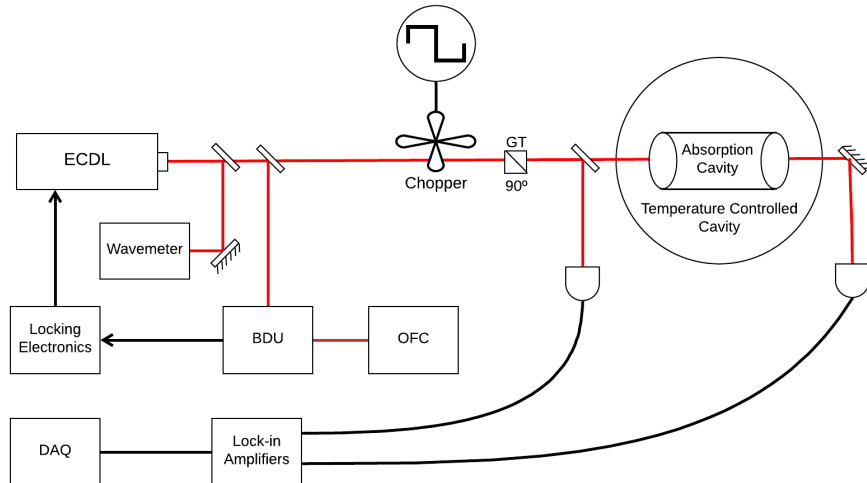 GT
ECDL
Absorption
Cavity
Chopper
90º
Temperature Controlled
Cavity
Wavemeter
Locking
Electronics
BDU
OFC
DAQ
Lock-in
Amplifiers